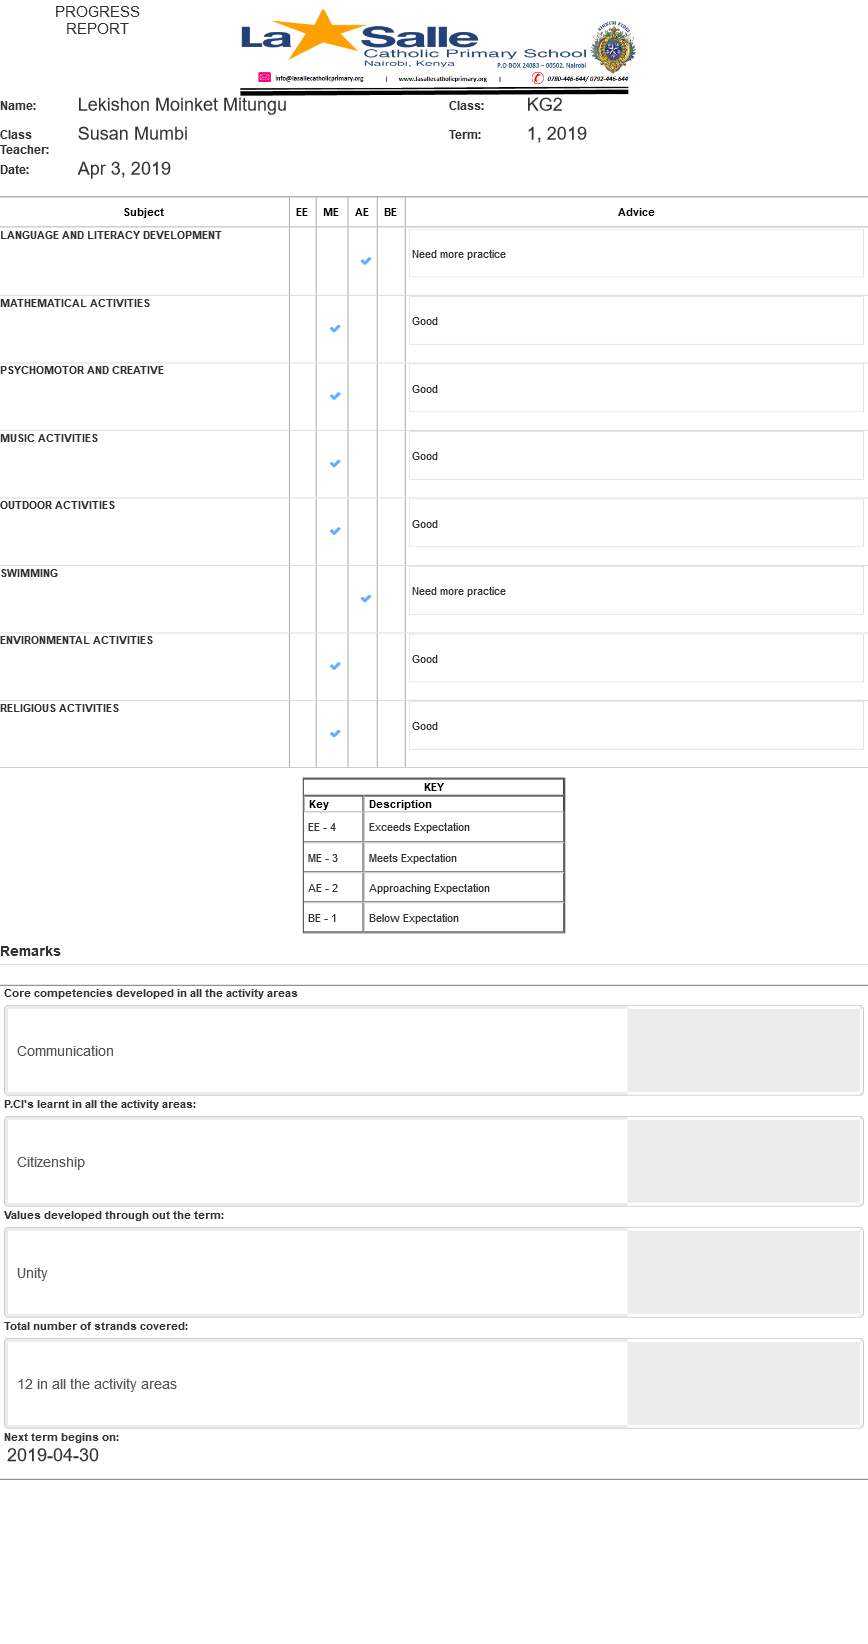 PROGRESS
REPORT
La Salle
Catholic Primary School
Nairobi, Kenya
P.O BOX 24083 – 00502, Nairobi
info@lasallecatholicprimary.org | www.lasallecatholicprimary.org | 0780-446-644/ 0792-446-644
Name: Lekishon Moinket Mitungu Class: KG2
Class Teacher: Susan Mumbi Term: 1, 2019
Date: Apr 3, 2019
Subject EE ME AE BE Advice
LANGUAGE AND LITERACY DEVELOPMENT ✔ Need more practice
MATHEMATICAL ACTIVITIES ✔ Good
PSYCHOMOTOR AND CREATIVE ✔ Good
MUSIC ACTIVITIES ✔ Good
OUTDOOR ACTIVITIES ✔ Good
SWIMMING ✔ Need more practice
ENVIRONMENTAL ACTIVITIES ✔ Good
RELIGIOUS ACTIVITIES ✔ Good
KEY
Key Description
EE - 4 Exceeds Expectation
ME - 3 Meets Expectation
AE - 2 Approaching Expectation
BE - 1 Below Expectation
Remarks
Core competencies developed in all the activity areas
Communication
P.CI's learnt in all the activity areas:
Citizenship
Values developed through out the term:
Unity
Total number of strands covered:
12 in all the activity areas
Next term begins on:
2019-04-30